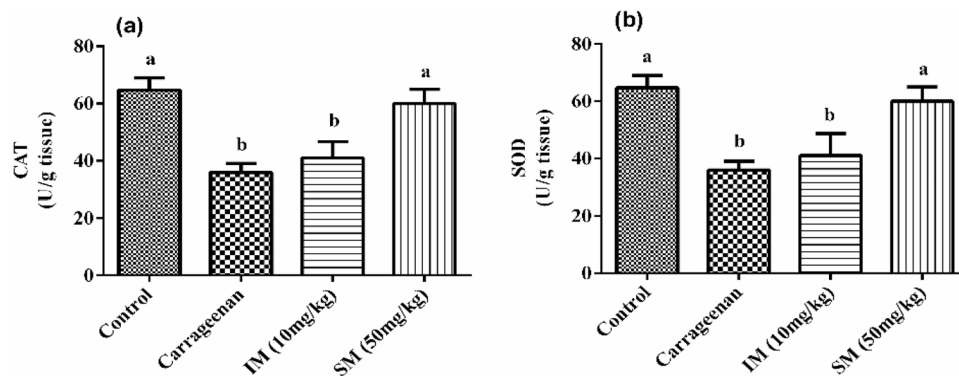 (a)
80
60
40
20
0
CAT
(U/g tissue)
a
b
b
a
Control
Carrageenan
IM (10mg/kg)
SM (50mg/kg)
(b)
80
60
40
20
0
SOD
(U/g tissue)
a
b
b
a
Control
Carrageenan
IM (10mg/kg)
SM (50mg/kg)